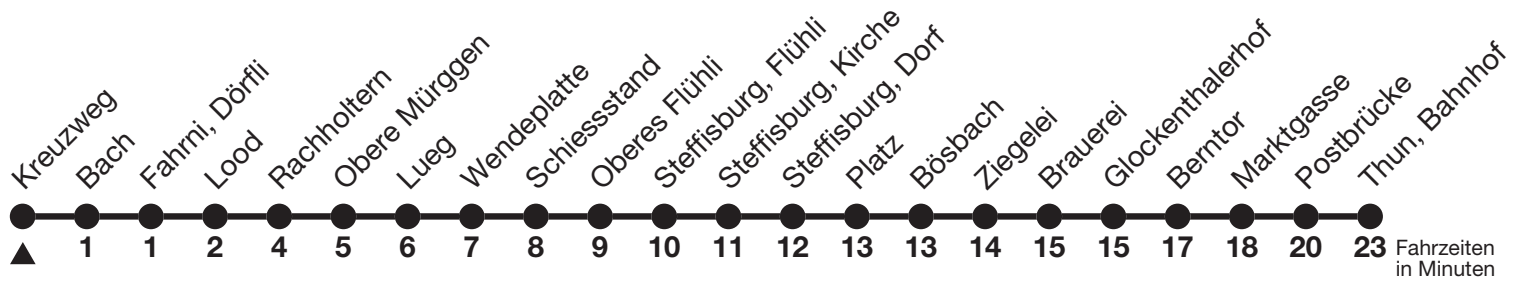 Kreuzweg
Bach
Fahrni, Dörfli
Lood
Rachholtern
Obere Mürggen
Lueg
Wendeplatte
Schiessstand
Oberes Flühli
Steffisburg, Flühli
Steffisburg, Kirche
Steffisburg, Dorf
Platz
Bösbach
Ziegelei
Brauerei
Glockenthalerhof
Berntor
Marktgasse
Postbrücke
Thun, Bahnhof
1 1 2 4 5 6 7 8 9 10 11 12 13 13 14 15 15 17 18 20 23
Fahrzeiten
in Minuten